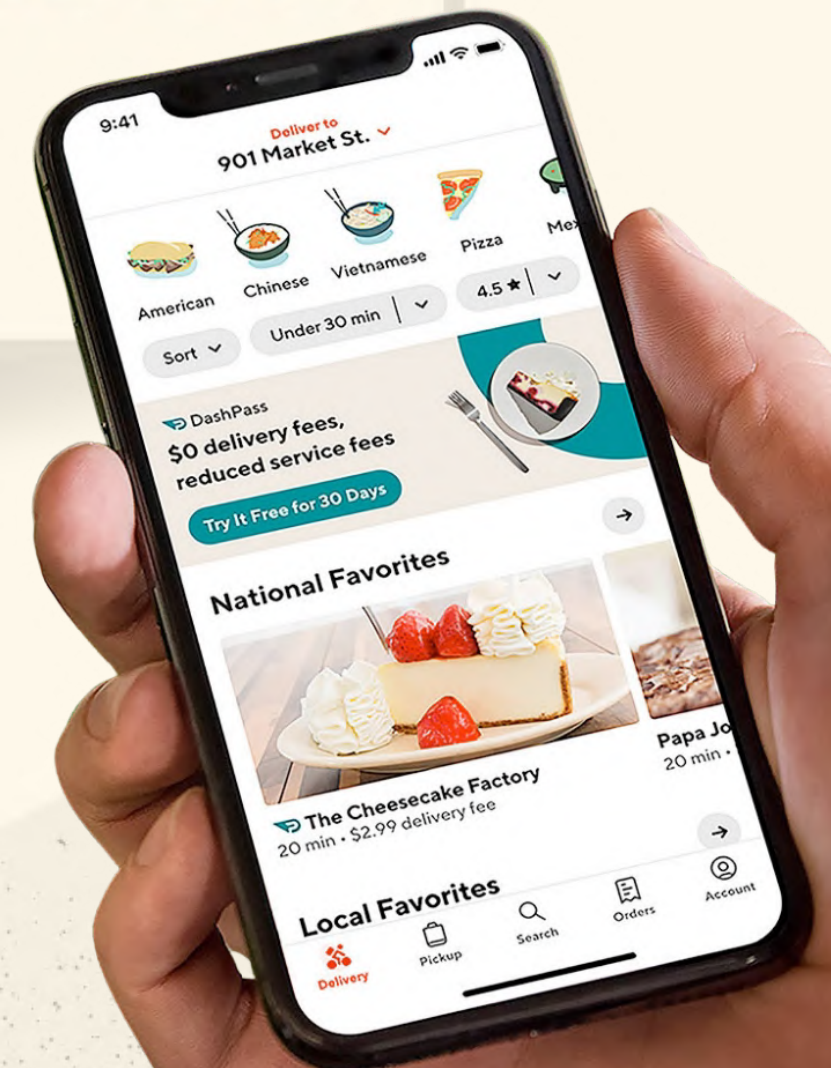 9:41
Deliver to
901 Market St.
American
Chinese
Vietnamese
Pizza
Sort
Under 30 min
4.5 ★
DashPass
$0 delivery fees,
reduced service fees
Try It Free for 30 Days
National Favorites
The Cheesecake Factory
20 min • $2.99 delivery fee
Papa
20 min •
Local Favorites
Delivery
Pickup
Search
Orders
Account